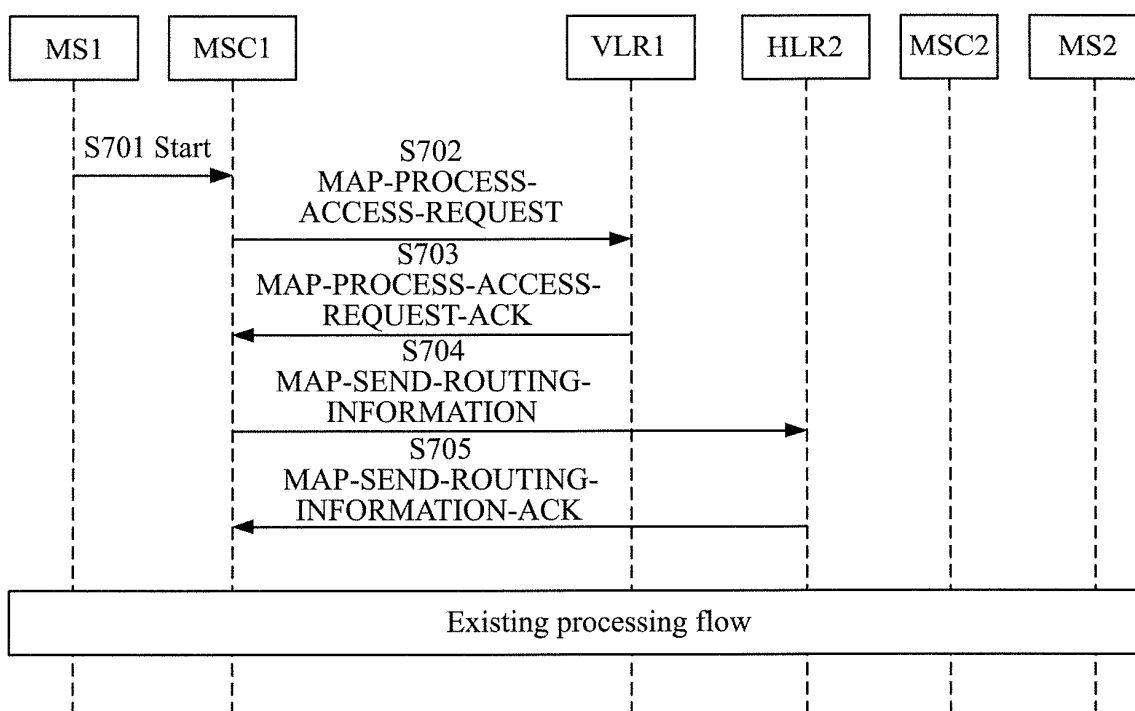 MS1
MSC1
VLR1
HLR2
MSC2
MS2
S701 Start
S702
MAP-PROCESS-
ACCESS-REQUEST
S703
MAP-PROCESS-ACCESS-
REQUEST-ACK
S704
MAP-SEND-ROUTING-
INFORMATION
S705
MAP-SEND-ROUTING-
INFORMATION-ACK
Existing processing flow